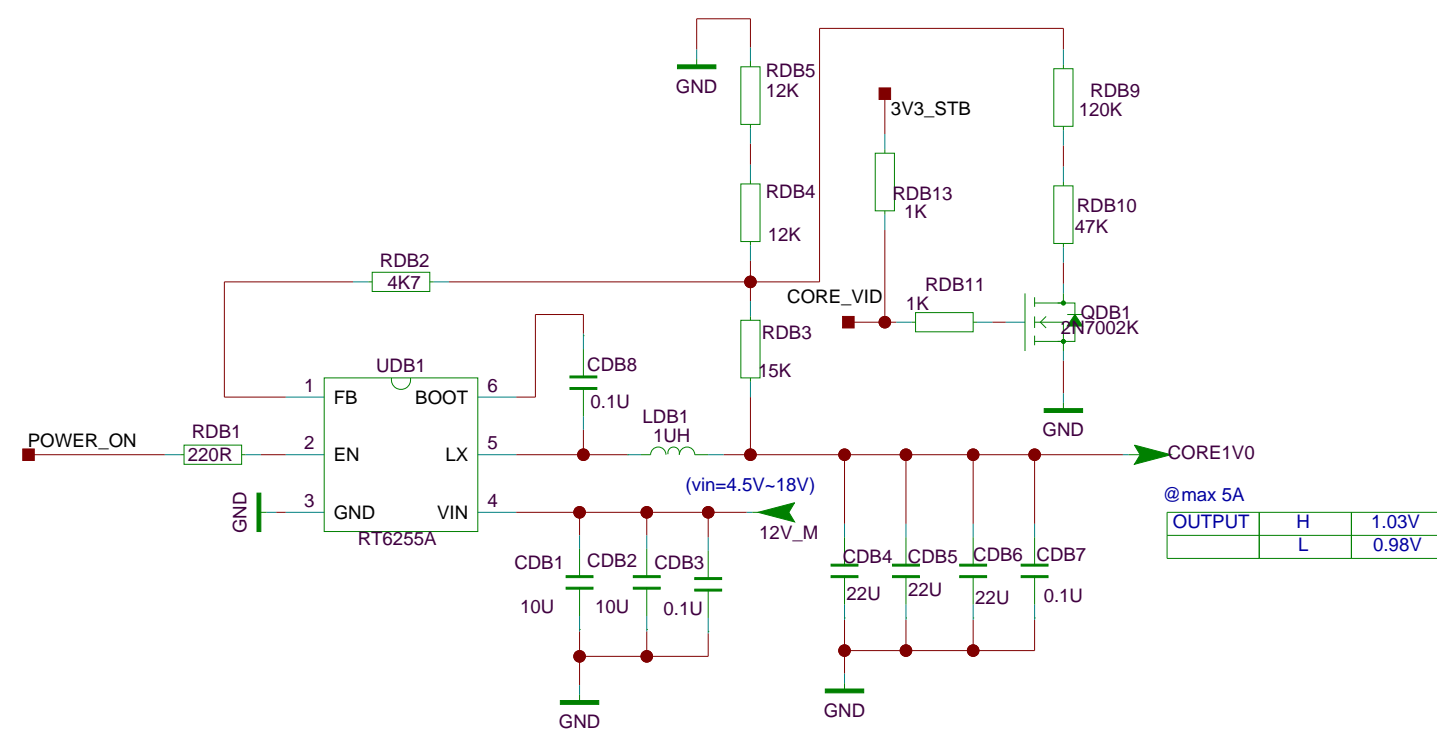 GND
RDB5
12K
RDB9
120K
3V3_STB
RDB13
1K
RDB4
12K
RDB10
47K
RDB2
4K7
CORE_VID
RDB11
1K
QDB1
2N7002K
RDB3
15K
UDB1
CDB8
0.1U
1
FB
BOOT
6
LDB1
1UH
GND
POWER_ON
RDB1
220R
2
EN
LX
5
CORE1V0
(vin=4.5V~18V)
@max 5A
GND
3
GND
VIN
4
12V_M
RT6255A
OUTPUT H 1.03V
L 0.98V
CDB1
10U
CDB2
10U
CDB3
0.1U
CDB4
22U
CDB5
22U
CDB6
22U
CDB7
0.1U
GND
GND